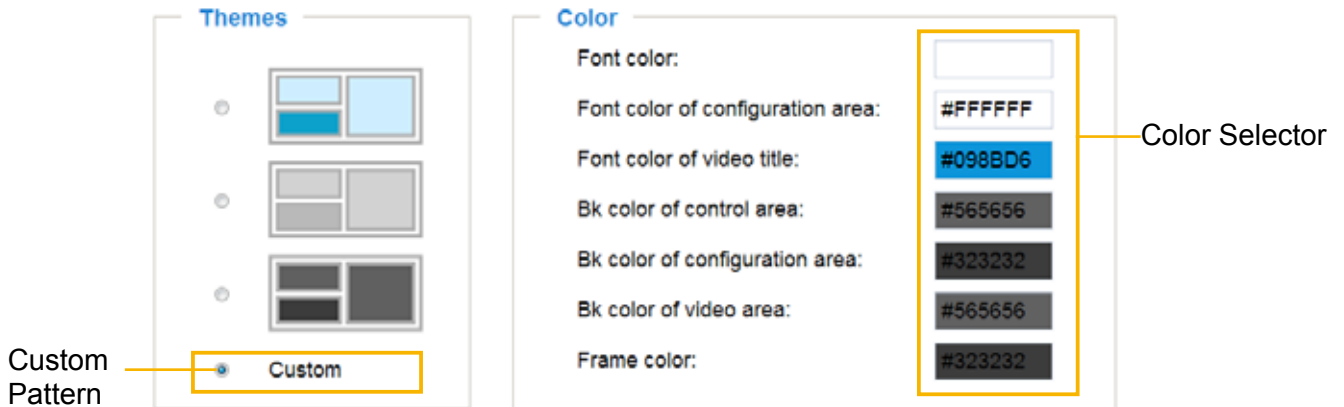 Themes
Custom
Custom
Pattern
Color
Font color:
Font color of configuration area: #FFFFFF
Font color of video title: #098BD6
Bk color of control area: #565656
Bk color of configuration area: #323232
Bk color of video area: #565656
Frame color: #323232
Color Selector